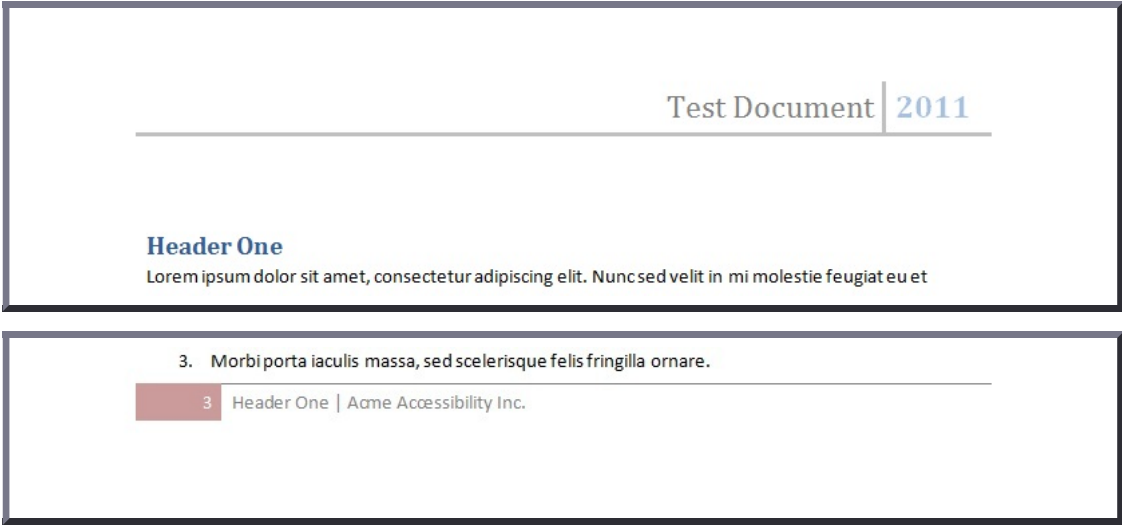 Test Document 2011
Header One
Lorem ipsum dolor sit amet, consectetur adipiscing elit. Nunc sed velit in mi molestie feugiat eu et
3. Morbi porta iaculis massa, sed scelerisque felis fringilla ornare.
3 Header One | Acme Accessibility Inc.